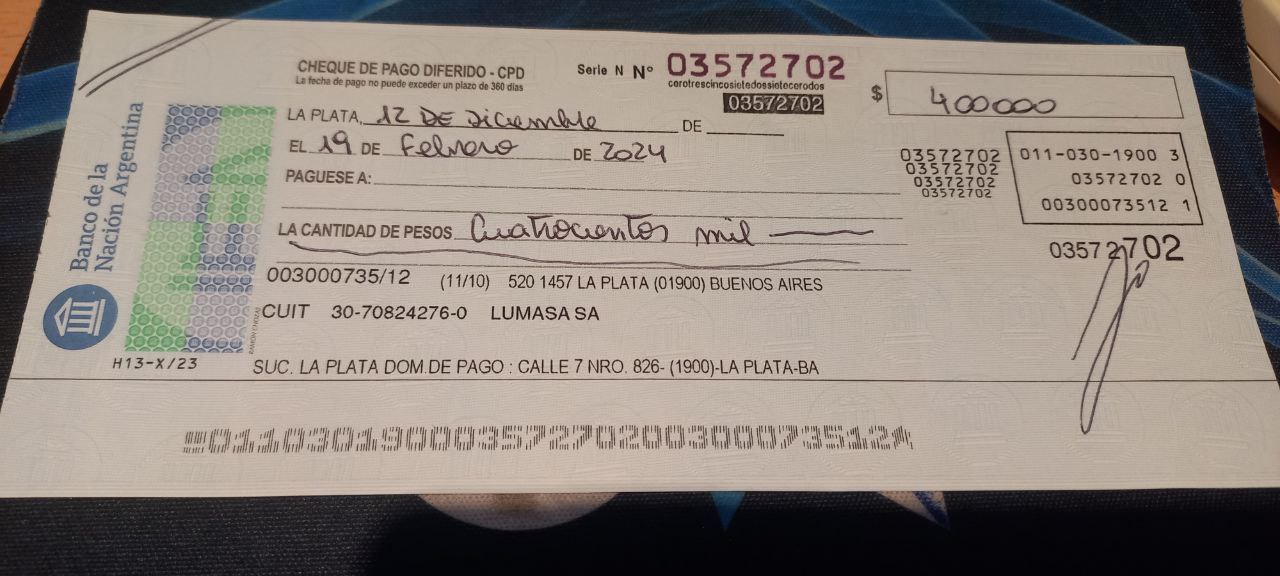 CHEQUE DE PAGO DIFERIDO - CPD
La fecha de pago no puede exceder un plazo de 360 días
Serie N Nº 03572702
cerotrescincosietedossietecerodos
03572702
$ 400000
LA PLATA, 12 DE Diciembre DE
EL 19 DE Febrero DE 2024
PAGUESE A:
LA CANTIDAD DE PESOS Cuatrocientos mil
03572702
03572702
03572702
03572702
011-030-1900 3
03572702 0
00300073512 1
03572702
003000735/12 (11/10) 520 1457 LA PLATA (01900) BUENOS AIRES
CUIT 30-70824276-0 LUMASA SA
SUC. LA PLATA DOM.DE PAGO : CALLE 7 NRO. 826- (1900)-LA PLATA-BA
Banco de la
Nación Argentina
H13-X/23
01103019000357270200300073512